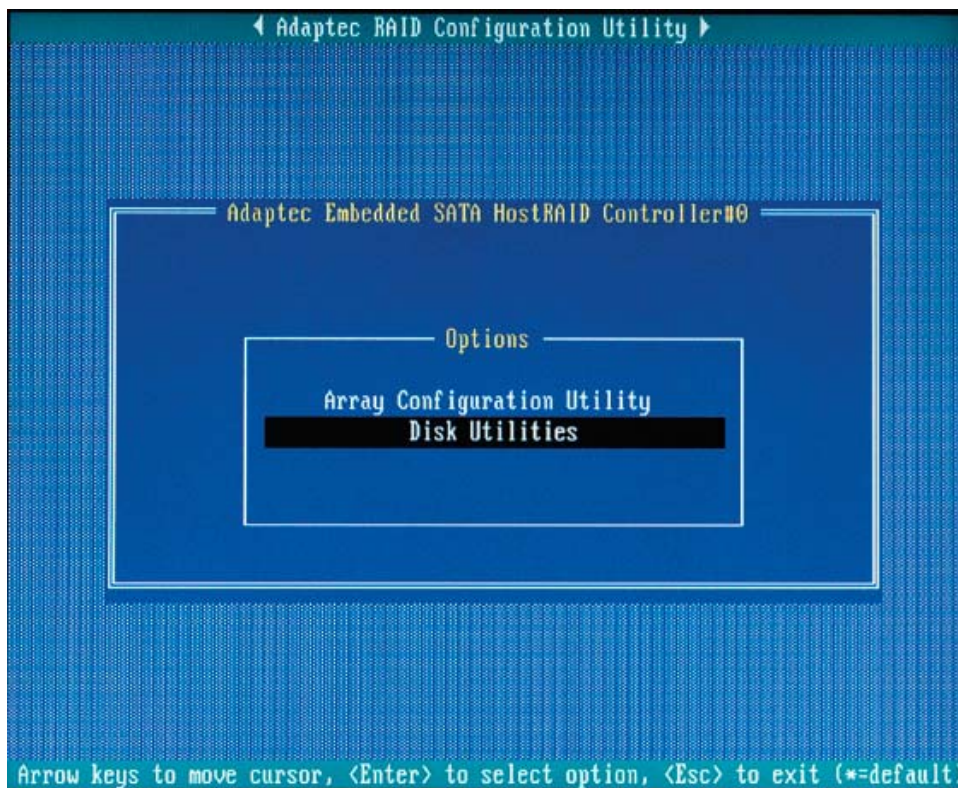 Adaptec RAID Configuration Utility
Adaptec Embedded SATA HostRAID Controller#0
Options
Array Configuration Utility
Disk Utilities
Arrow keys to move cursor, <Enter> to select option, <Esc> to exit (*=default)